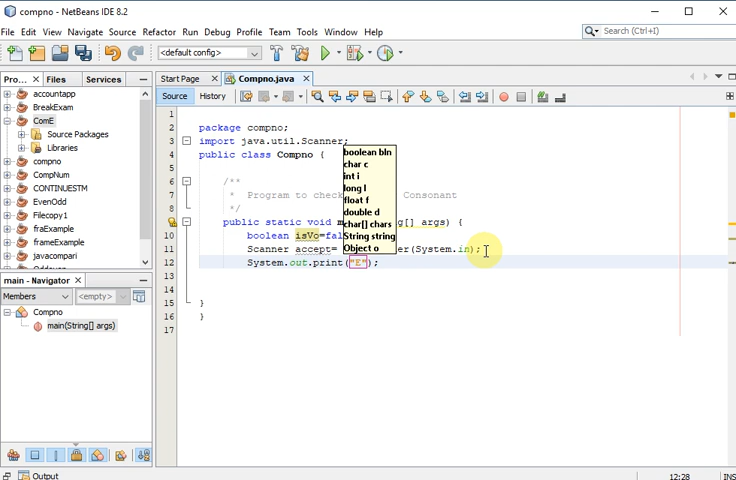 compno - NetBeans IDE 8.2
File Edit View Navigate Source Refactor Run Debug Profile Team Tools Window Help
Search (Ctrl+I)
<default config>
Pro... Files Services
Start Page Compno.java
Source History
accountapp
BreakExam
ComE
Source Packages
Libraries
compno
CompNum
CONTINUESTM
EvenOdd
Filecopy1
fraExample
frameExample
javacompari
main - Navigator
Members <empty>
Compno
main(String[] args)
1
2 package compno;
3 import java.util.Scanner;
4 public class Compno {
5
6 /**
7 * Program to check Consonant
8 */
public static void m g[] args) {
10 boolean isVo=fal
11 Scanner accept= er(System.in);
12 System.out.print("E");
13
14
15 }
16 }
17
boolean bln
char c
int i
long l
float f
double d
char[] chars
String string
Object o
Output
12:28 INS